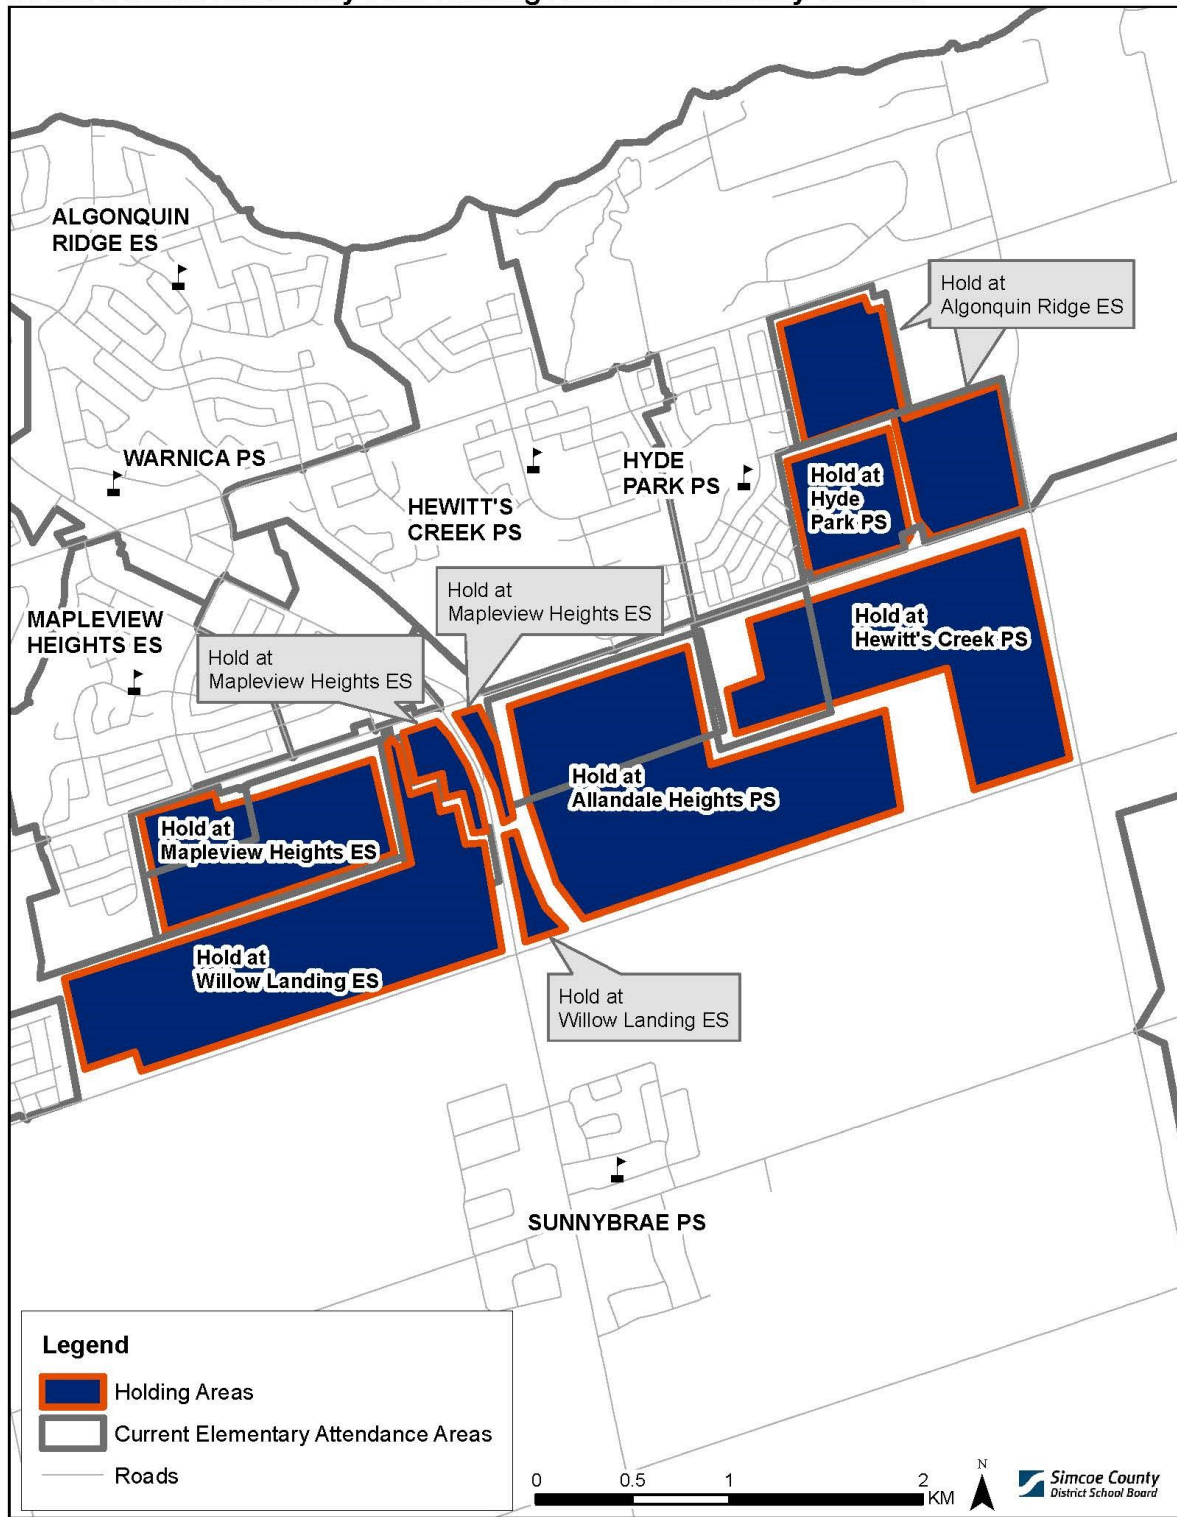 ALGONQUIN
RIDGE ES
Hold at
Algonquin Ridge ES
WARNICA PS
HYDE
PARK PS
Hold at
Hyde
Park PS
HEWITT'S
CREEK PS
Hold at
Mapleview Heights ES
MAPLEVIEW
HEIGHTS ES
Hold at
Hewitt's Creek PS
Hold at
Mapleview Heights ES
Hold at
Allandale Heights PS
Hold at
Mapleview Heights ES
Hold at
Willow Landing ES
Hold at
Willow Landing ES
SUNNYBRAE PS
Legend
Holding Areas
Current Elementary Attendance Areas
Roads
0 0.5 1 2
KM
N
Simcoe County
District School Board